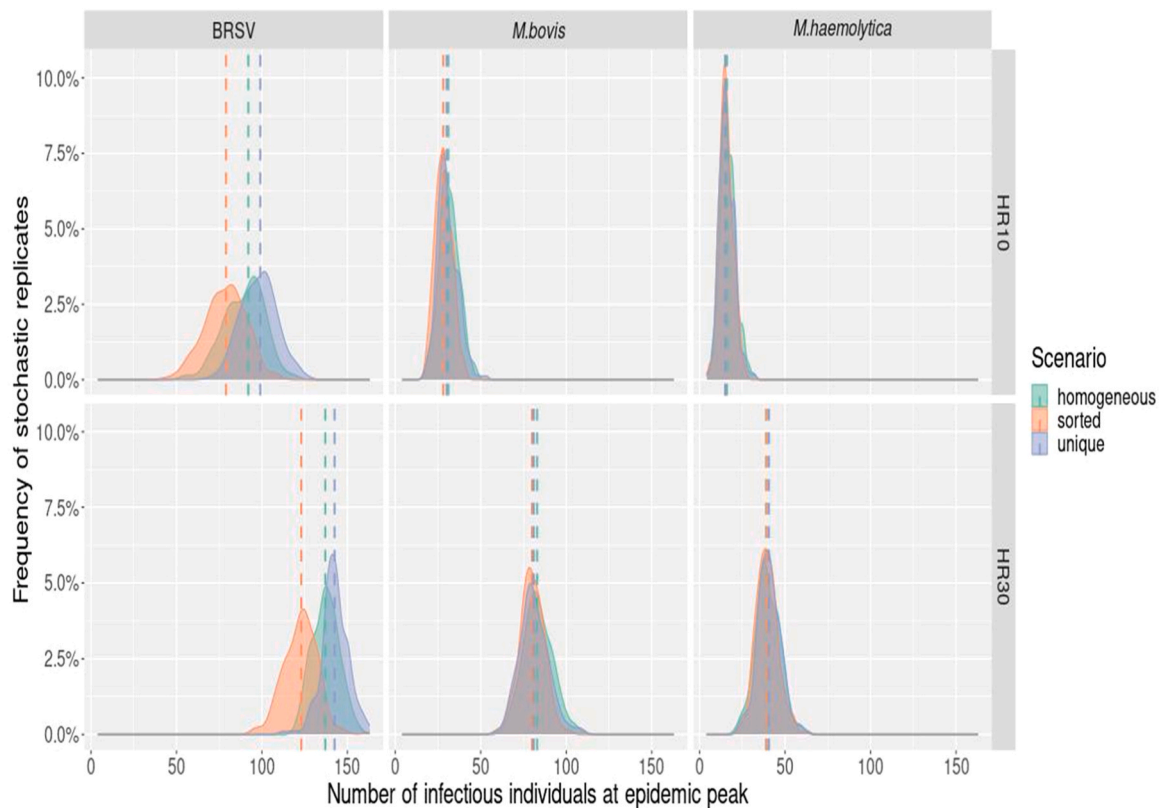 BRSV M.bovis M.haemolytica
10.0%
7.5%
5.0%
2.5%
0.0%
HR10
10.0%
7.5%
5.0%
2.5%
0.0%
HR30
Frequency of stochastic replicates
0 50 100 150 0 50 100 150 0 50 100 150
Number of infectious individuals at epidemic peak
Scenario
homogeneous
sorted
unique